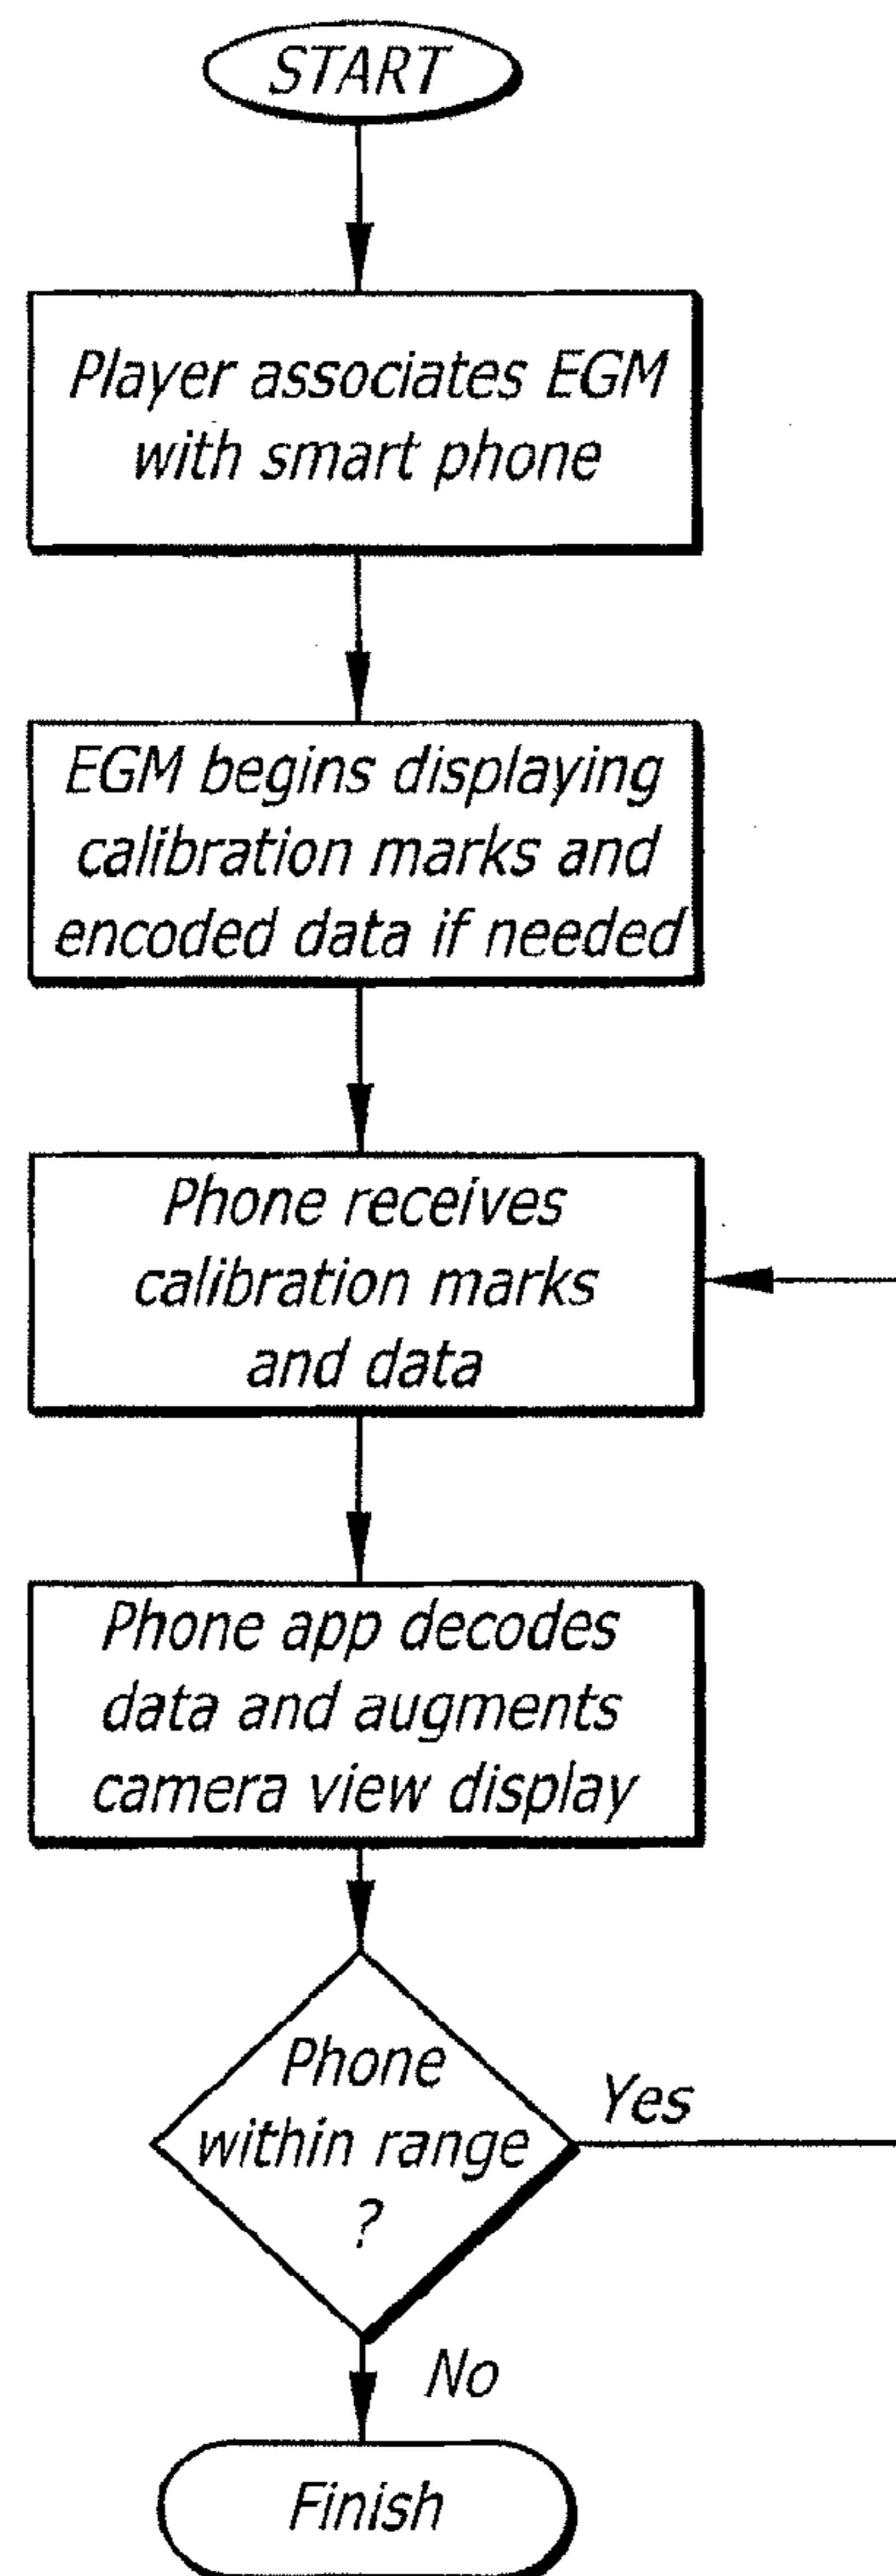 START
Player associates EGM
with smart phone
EGM begins displaying
calibration marks and
encoded data if needed
Phone receives
calibration marks
and data
Phone app decodes
data and augments
camera view display
Phone
within range
?
Yes
No
Finish